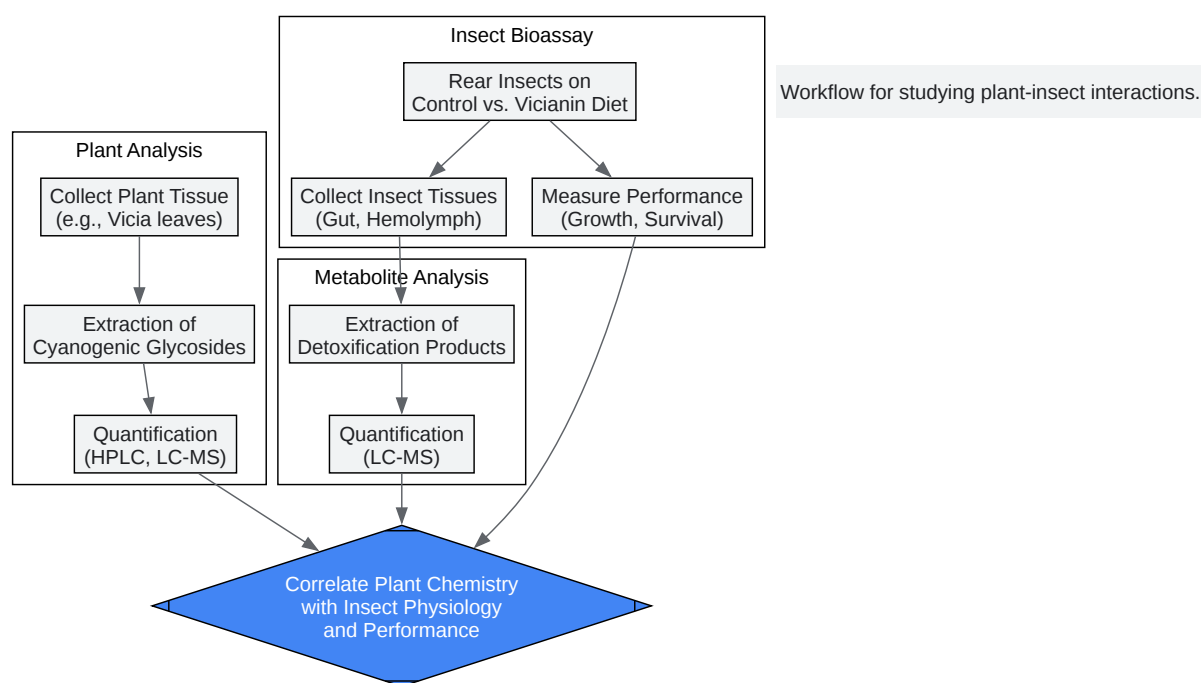 Insect Bioassay
Rear Insects on
Control vs. Vicianin Diet
Workflow for studying plant-insect interactions.
Plant Analysis
Collect Plant Tissue
(e.g., Vicia leaves)
Collect Insect Tissues
(Gut, Hemolymph)
Measure Performance
(Growth, Survival)
Metabolite Analysis
Extraction of
Cyanogenic Glycosides
Extraction of
Detoxification Products
Quantification
(HPLC, LC-MS)
Quantification
(LC-MS)
Correlate Plant Chemistry
with Insect Physiology
and Performance